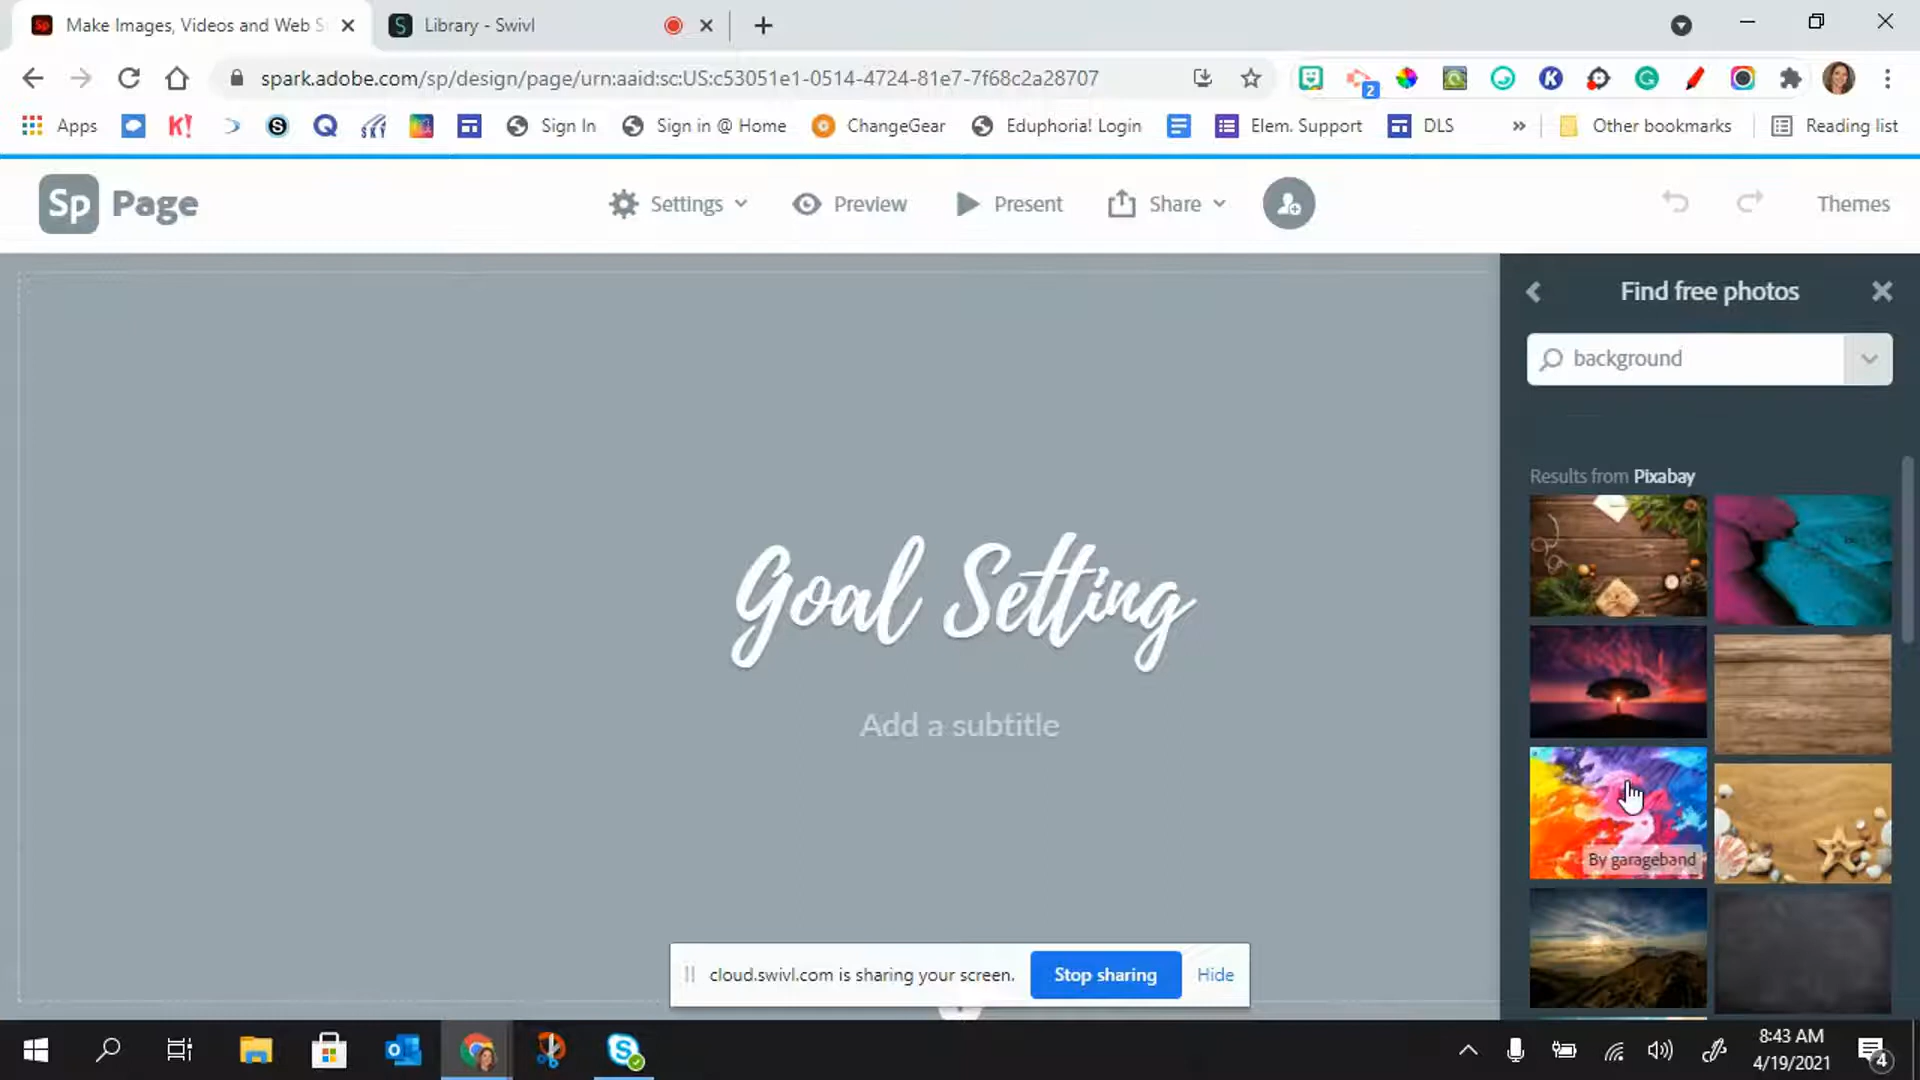 Sp Make Images, Videos and Web S
S Library - Swivl
spark.adobe.com/sp/design/page/urn:aaid:sc:US:c53051e1-0514-4724-81e7-7f68c2a28707
2
K
G
Apps
K!
S
Q
Sign In
Sign in @ Home
ChangeGear
Eduphoria! Login
Elem. Support
DLS
»
Other bookmarks
Reading list
Sp Page
Settings
Preview
Present
Share
Themes
Find free photos
background
Results from Pixabay
Goal Setting
Add a subtitle
By garageband
cloud.swivl.com is sharing your screen.
Stop sharing
Hide
8:43 AM
4/19/2021
4